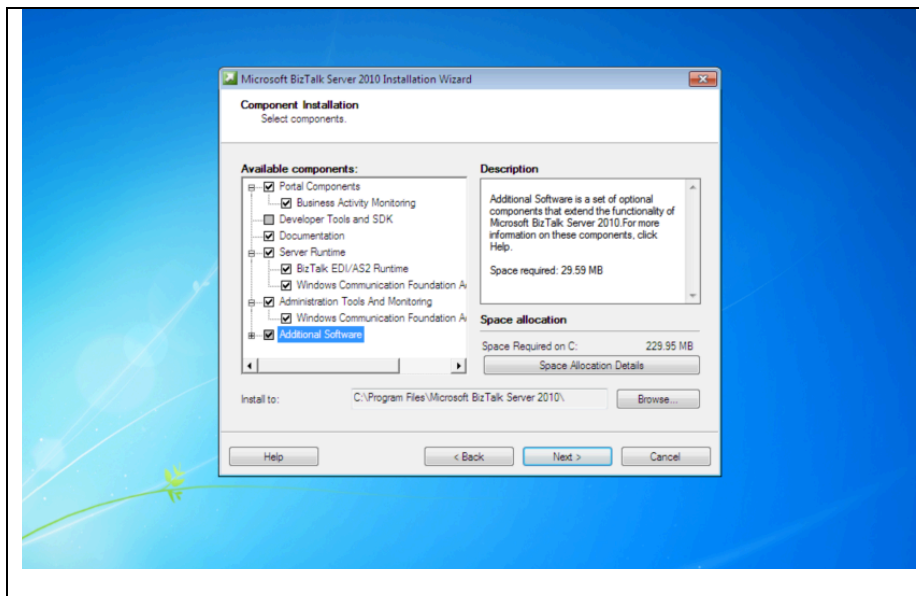 Microsoft BizTalk Server 2010 Installation Wizard
Component Installation
Select components.
Available components:
Portal Components
Business Activity Monitoring
Developer Tools and SDK
Documentation
Server Runtime
BizTalk EDI/AS2 Runtime
Windows Communication Foundation A
Administration Tools And Monitoring
Windows Communication Foundation A
Additional Software
Description
Additional Software is a set of optional
components that extend the functionality of
Microsoft BizTalk Server 2010.For more
information on these components, click
Help.
Space required: 29.59 MB
Space allocation
Space Required on C: 229.95 MB
Space Allocation Details
Install to: C:\Program Files\Microsoft BizTalk Server 2010\ Browse...
Help < Back Next > Cancel